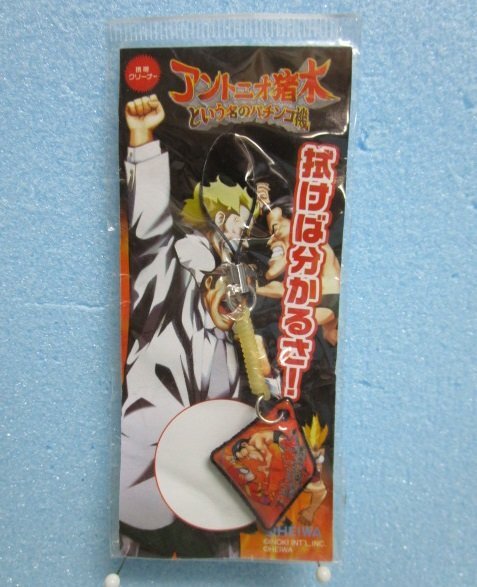 携帯
クリーナー
アントニオ猪木
という名のパチンコ機
拭けば分かるさ！
HEIWA
©NOKI INT'L, INC.
©HEIWA